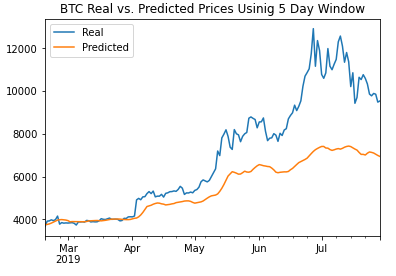 BTC Real vs. Predicted Prices Usinig 5 Day Window
Real
Predicted
12000
10000
8000
6000
4000
Mar
2019
Apr
May
Jun
Jul